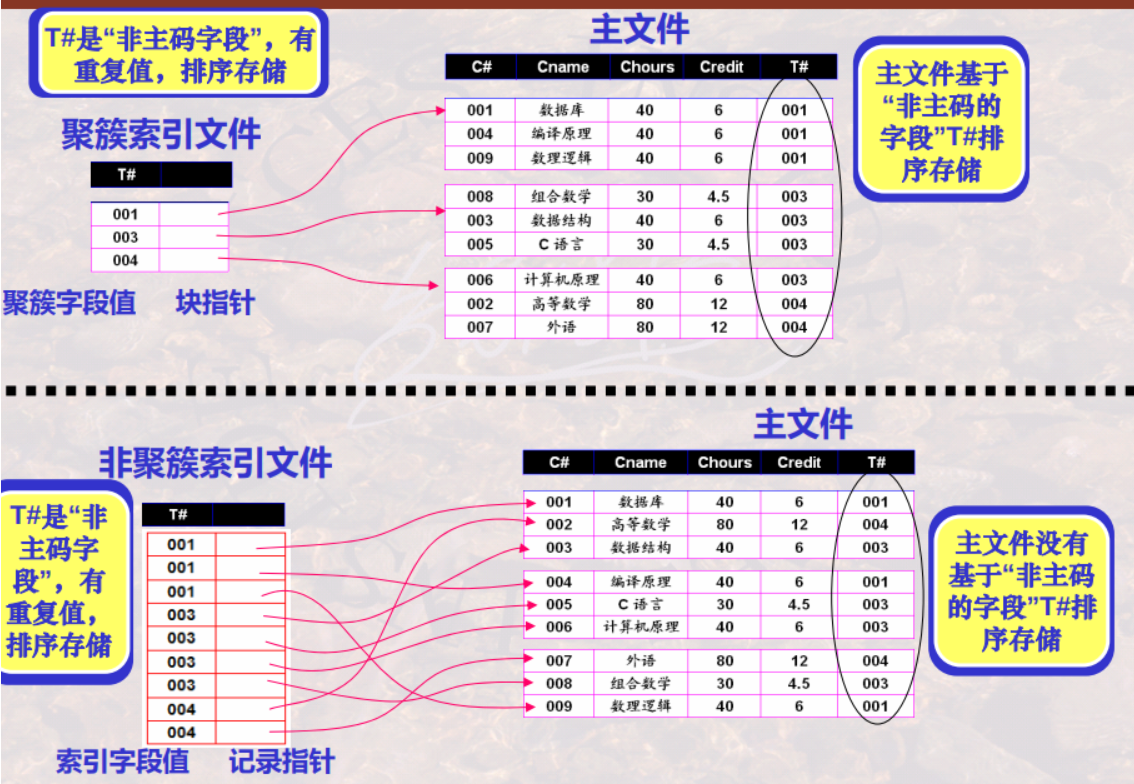 T#是“非主码字段”，有
重复值，排序存储
主文件
C# Cname Chours Credit T#
001 数据库 40 6 001
004 编译原理 40 6 001
009 数理逻辑 40 6 001
008 组合数学 30 4.5 003
003 数据结构 40 6 003
005 C 语言 30 4.5 003
006 计算机原理 40 6 003
002 高等数学 80 12 004
007 外语 80 12 004
主文件基于
“非主码的
字段”T#排
序存储
聚簇索引文件
T#
001
003
004
聚簇字段值 块指针
主文件
非聚簇索引文件
T#是“非
主码字
段”，有
重复值，
排序存储
T#
001
001
001
003
003
003
003
004
004
索引字段值 记录指针
C# Cname Chours Credit T#
001 数据库 40 6 001
002 高等数学 80 12 004
003 数据结构 40 6 003
004 编译原理 40 6 001
005 C 语言 30 4.5 003
006 计算机原理 40 6 003
007 外语 80 12 004
008 组合数学 30 4.5 003
009 数理逻辑 40 6 001
主文件没有
基于“非主码
的字段”T#排
序存储